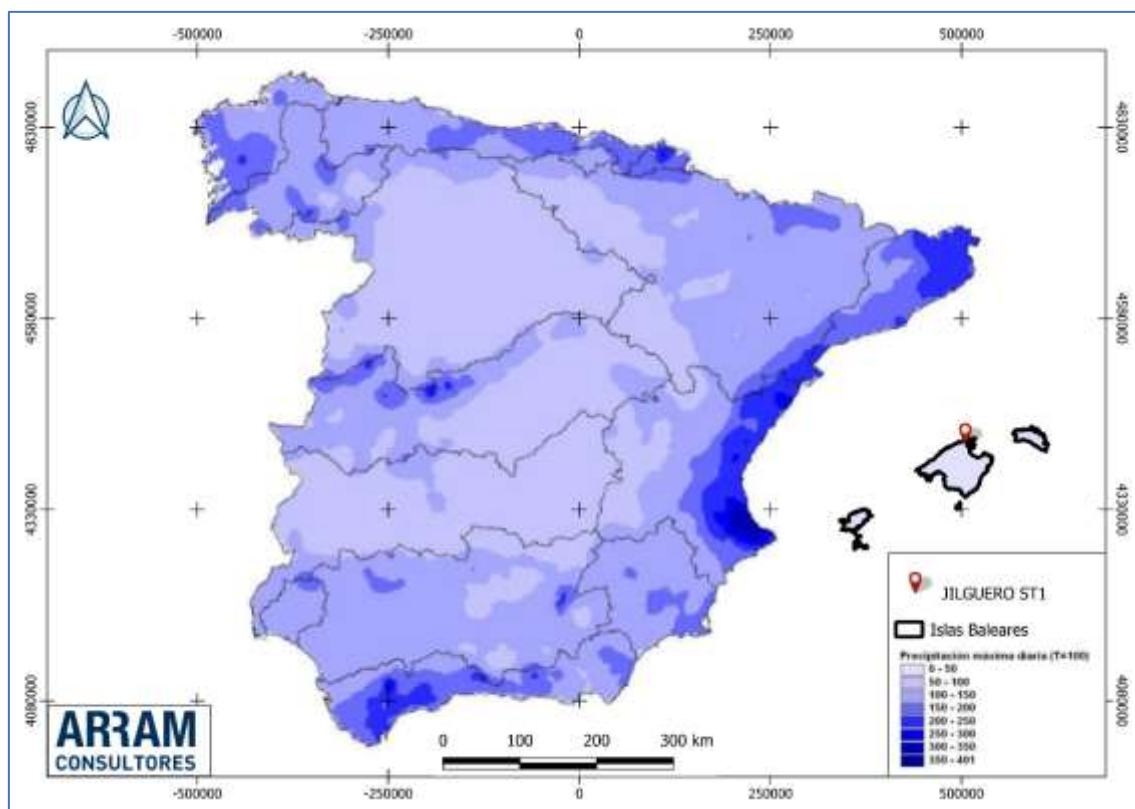 -500000 -250000 0 250000 500000
4830000 4830000
4580000 4580000
4330000 4330000
4080000 4080000
JILGUERO ST1
Islas Baleares
Precipitación máxima diaria (T=100)
0 - 50
50 - 100
100 - 150
150 - 200
200 - 250
250 - 300
300 - 350
350 - 401
ARRAM
CONSULTORES
0 100 200 300 km
-500000 -250000 0 250000 500000